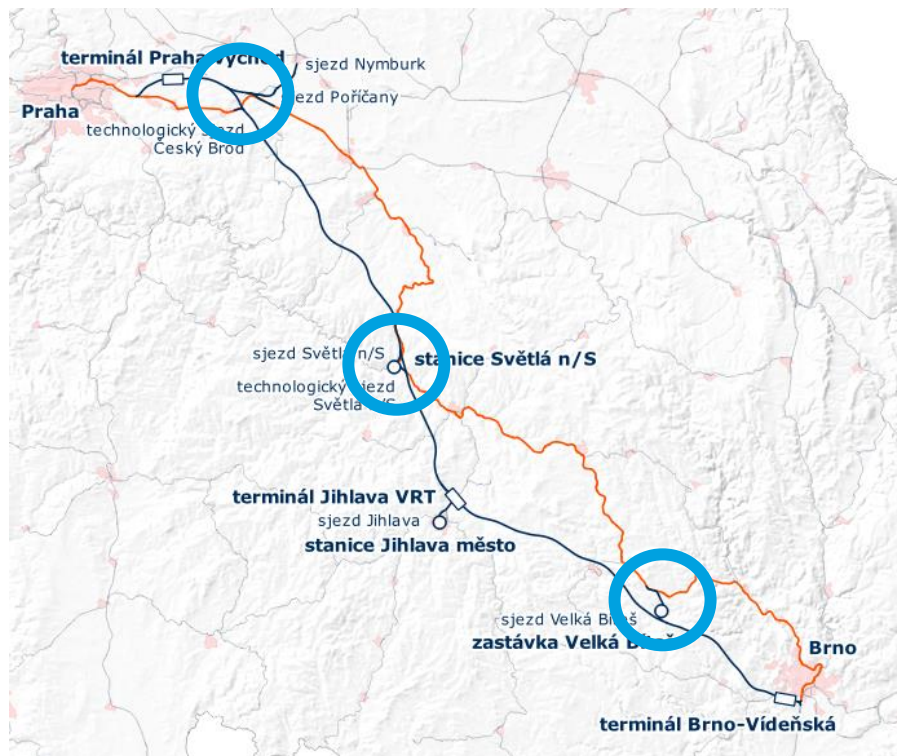 terminál Praha východ
sjezd Nymburk
sjezd Poříčany
Praha
technologický sjezd
Český Brod
sjezd Světlá n/S
stanice Světlá n/S
technologický sjezd
Světlá n/S
terminál Jihlava VRT
sjezd Jihlava
stanice Jihlava město
sjezd Velká Bíteš
zastávka Velká Bíteš
Brno
terminál Brno-Vídeňská